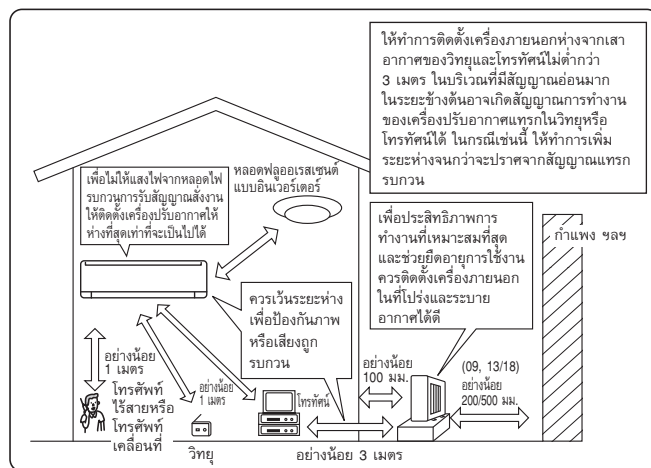 ให้ทำการติดตั้งเครื่องภายนอกห่างจากเสา
อากาศของวิทยุและโทรทัศน์ไม่ต่ำกว่า
3 เมตร ในบริเวณที่มีสัญญาณอ่อนมาก
ในระยะข้างต้นอาจเกิดสัญญาณการทำงาน
ของเครื่องปรับอากาศแทรกในวิทยุหรือ
โทรทัศน์ได้ ในกรณีเช่นนี้ ให้ทำการเพิ่ม
ระยะห่างจนกว่าจะปราศจากสัญญาณแทรก
รบกวน
เพื่อไม่ให้แสงไฟจากหลอดไฟ
รบกวนการรับสัญญาณสั่งงาน
ให้ติดตั้งเครื่องปรับอากาศให้
ห่างที่สุดเท่าที่จะเป็นไปได้
หลอดฟลูออเรสเซนต์
แบบอินเวอร์เตอร์
เพื่อประสิทธิภาพการ
ทำงานที่เหมาะสมที่สุด
และช่วยยืดอายุการใช้งาน
ควรติดตั้งเครื่องภายนอก
ในที่โปร่งและระบาย
อากาศได้ดี
กำแพง ฯลฯ
ควรเว้นระยะห่าง
เพื่อป้องกันภาพ
หรือเสียงถูก
รบกวน
อย่างน้อย
1 เมตร
โทรศัพท์
ไร้สายหรือ
โทรศัพท์
เคลื่อนที่
อย่างน้อย
1 เมตร
วิทยุ
โทรทัศน์
อย่างน้อย 3 เมตร
อย่างน้อย
100 มม.
(09, 13/18)
อย่างน้อย
200/500 มม.